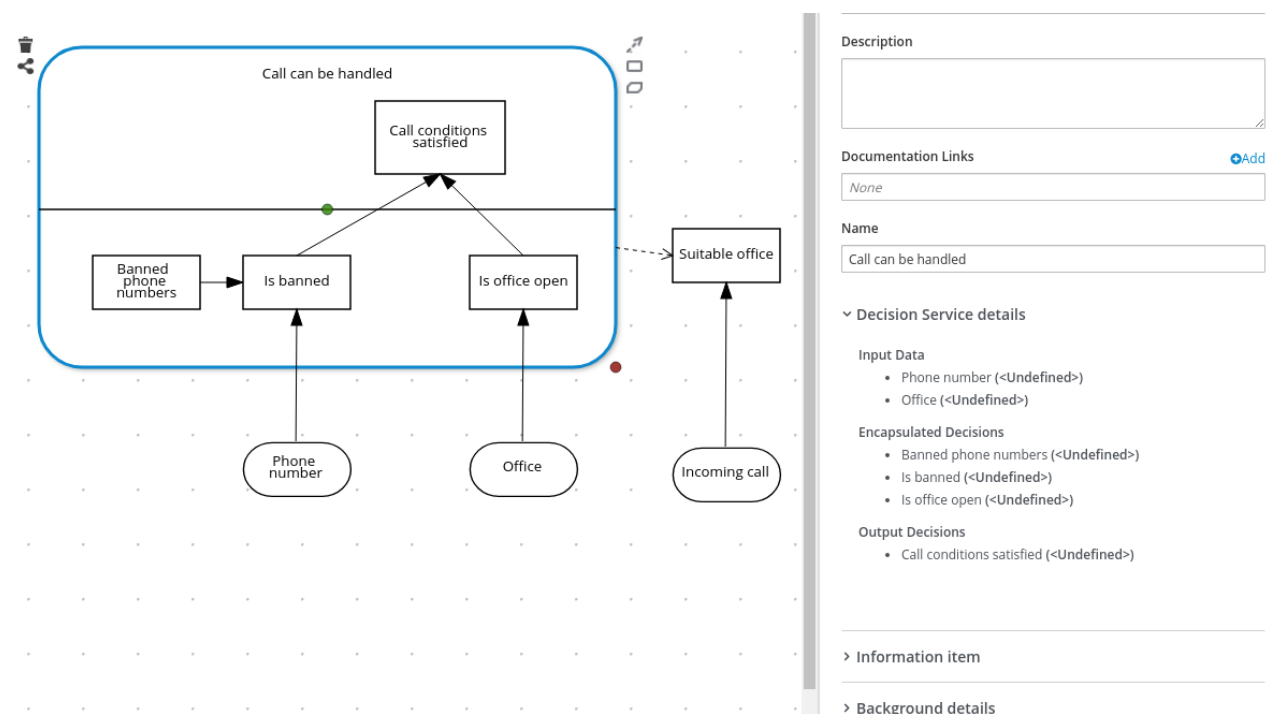 Call can be handled
Call conditions
satisfied
Banned
phone
numbers
Is banned
Is office open
Suitable office
Phone
number
Office
Incoming call
Description
Documentation Links
Add
None
Name
Call can be handled
Decision Service details
Input Data
• Phone number (<Undefined>)
• Office (<Undefined>)
Encapsulated Decisions
• Banned phone numbers (<Undefined>)
• Is banned (<Undefined>)
• Is office open (<Undefined>)
Output Decisions
• Call conditions satisfied (<Undefined>)
Information item
Background details